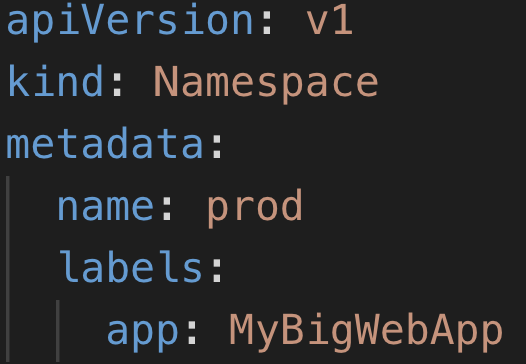 apiVersion: v1
kind: Namespace
metadata:
  name: prod
  labels:
    app: MyBigWebApp